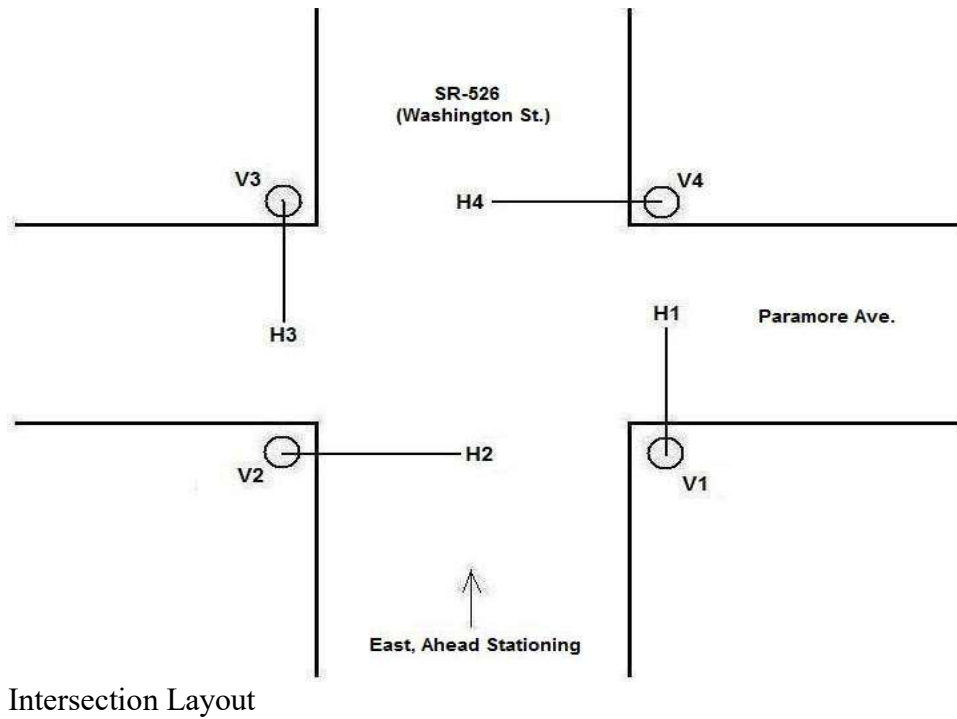 SR-526
(Washington St.)
V3
V4
H4
H3
H1
Paramore Ave.
V2
H2
V1
East, Ahead Stationing
Intersection Layout